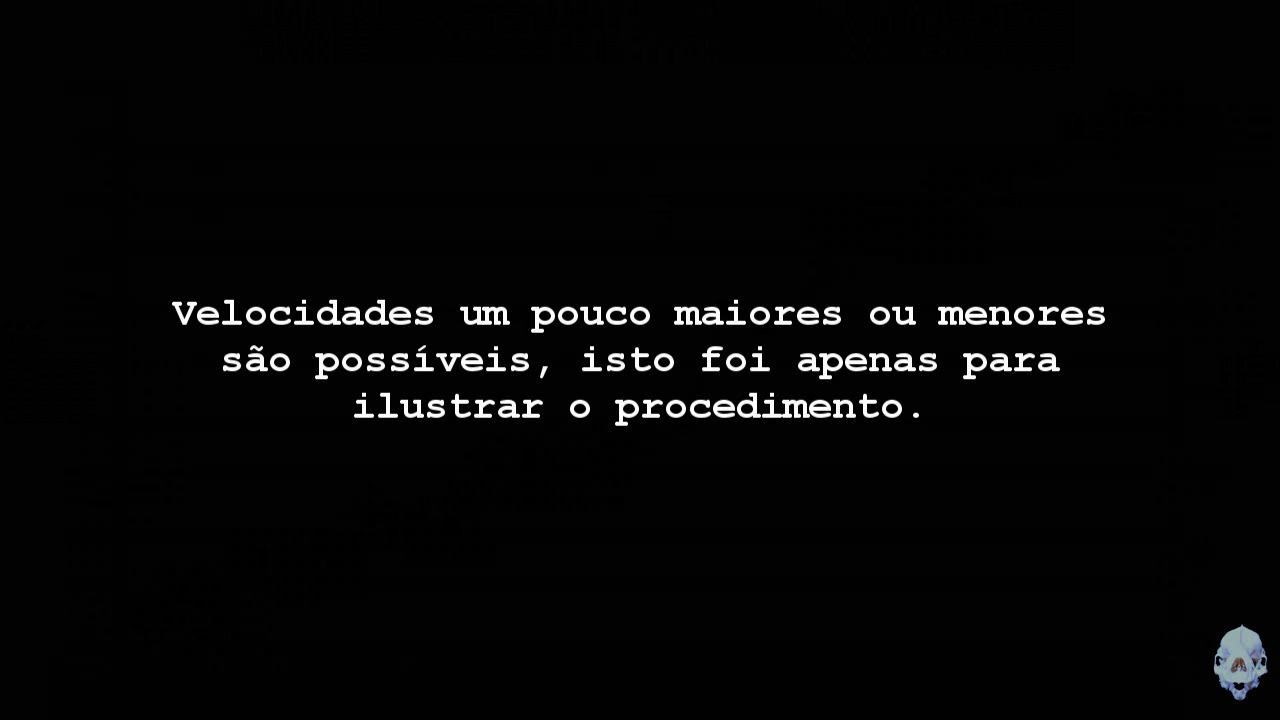 Velocidades um pouco maiores ou menores
são possíveis, isto foi apenas para
ilustrar o procedimento.